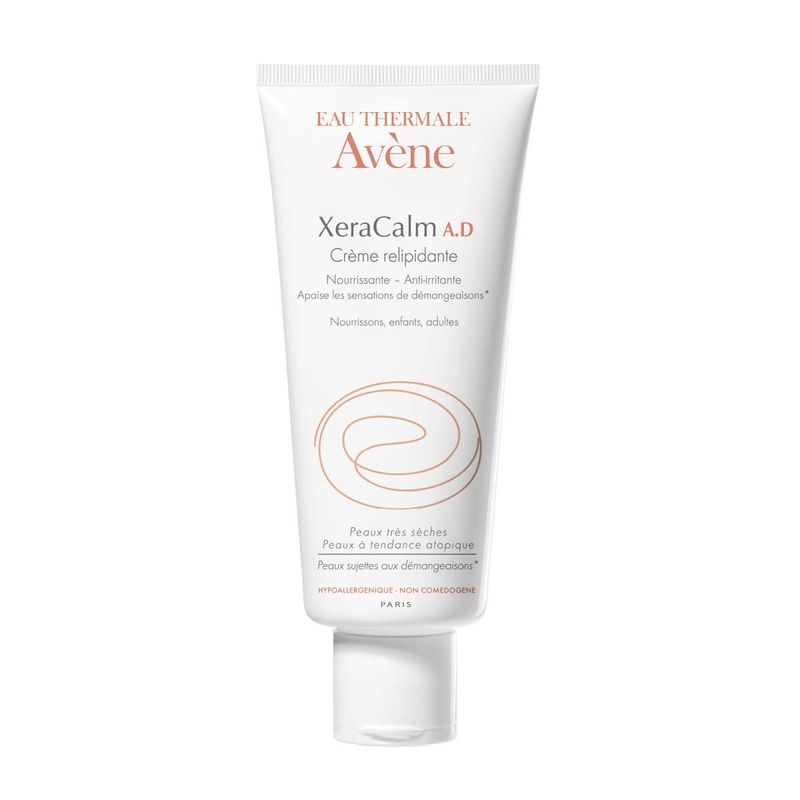 EAU THERMALE
Avène
XeraCalm A.D
Crème relipidante
Nourrissante – Anti-irritante
Apaise les sensations de démangeaisons*
Nourrissons, enfants, adultes
Peaux très sèches
Peaux à tendance atopique
Peaux sujettes aux démangeaisons*
HYPOALLERGENIQUE - NON COMEDOGENE
PARIS